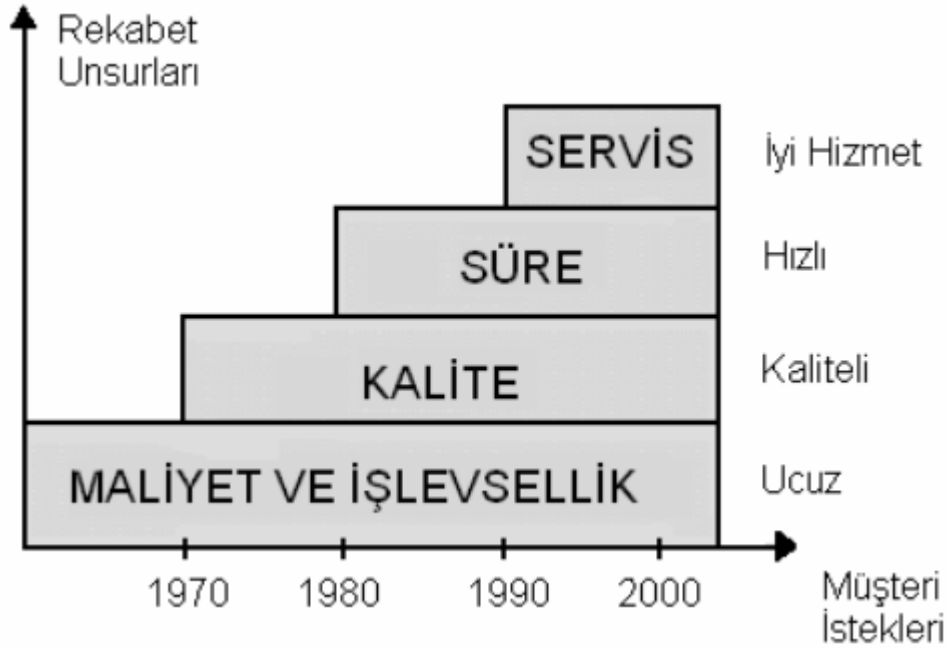 Rekabet
Unsurları
SERVİS
İyi Hizmet
SÜRE
Hızlı
KALİTE
Kaliteli
MALİYET VE İŞLEVSELLİK
Ucuz
1970
1980
1990
2000
Müşteri
İstekleri